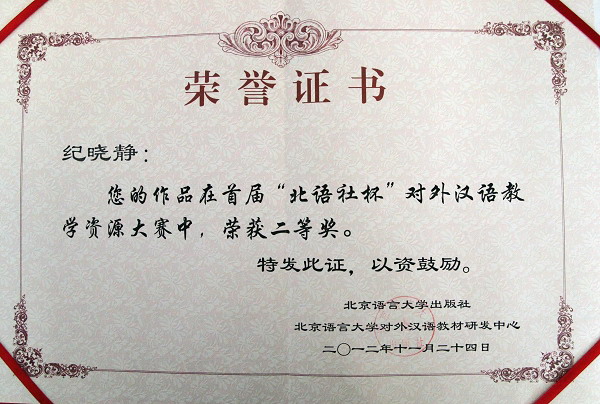 荣誉证书
纪晓静：
您的作品在首届“北语社杯”对外汉语教
学资源大赛中，荣获二等奖。
特发此证，以资鼓励。
北京语言大学出版社
北京语言大学对外汉语教材研发中心
二〇一二年十一月二十四日